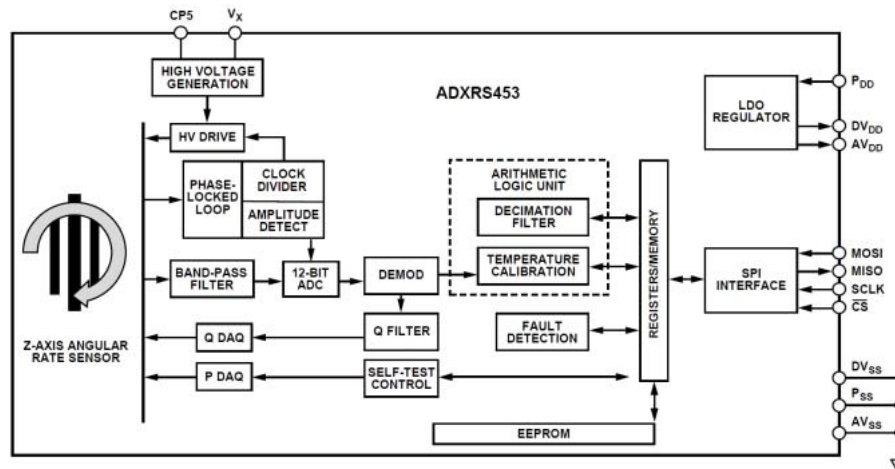 CP5
VX
HIGH VOLTAGE
GENERATION
ADXRS453
LDO
REGULATOR
PDD
DVDD
AVDD
HV DRIVE
PHASE-
LOCKED
LOOP
CLOCK
DIVIDER
AMPLITUDE
DETECT
ARITHMETIC
LOGIC UNIT
DECIMATION
FILTER
TEMPERATURE
CALIBRATION
REGISTERS/MEMORY
BAND-PASS
FILTER
12-BIT
ADC
DEMOD
SPI
INTERFACE
MOSI
MISO
SCLK
CS
Z-AXIS ANGULAR
RATE SENSOR
Q DAQ
Q FILTER
FAULT
DETECTION
P DAQ
SELF-TEST
CONTROL
DVSS
PSS
AVSS
EEPROM